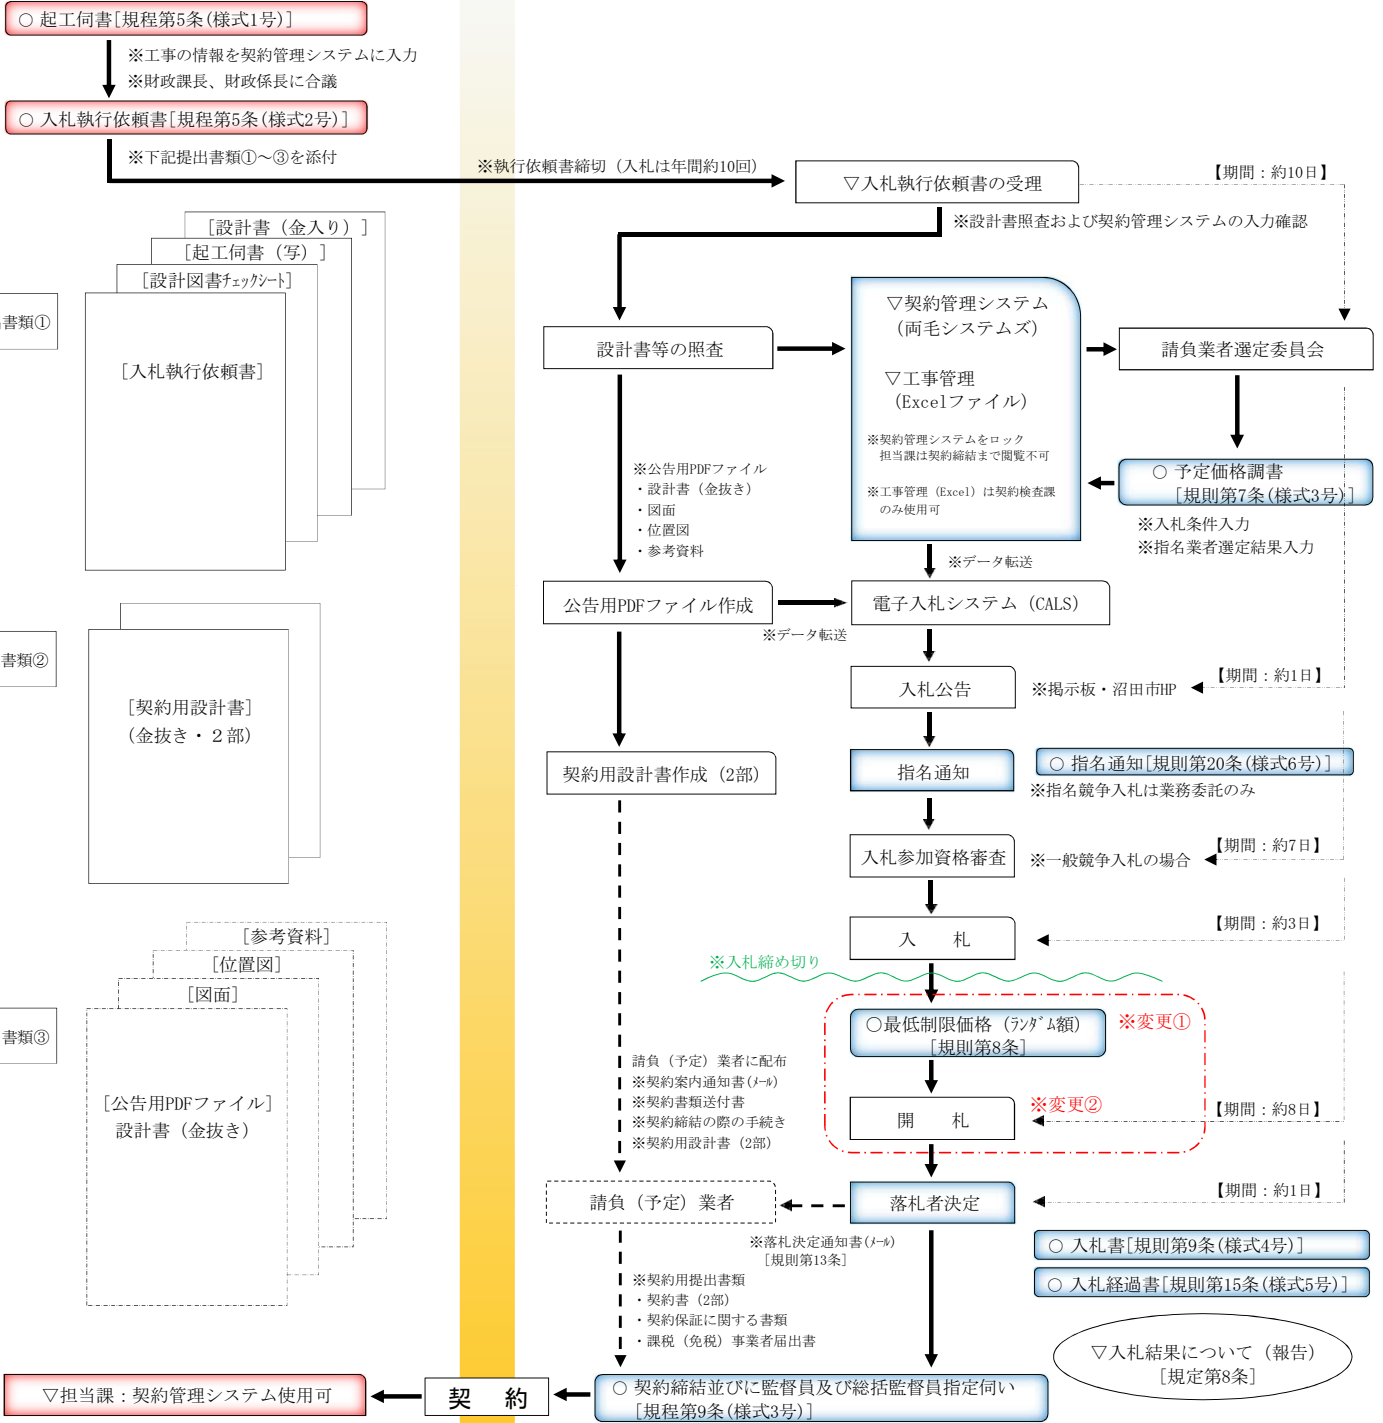 ○ 起工伺書[規程第5条(様式1号)]
※工事の情報を契約管理システムに入力
※財政課長、財政係長に合議
○ 入札執行依頼書[規程第5条(様式2号)]
※下記提出書類①～③を添付
※執行依頼書締切（入札は年間約10回）
▽入札執行依頼書の受理
【期間：約10日】
※設計書照査および契約管理システムの入力確認
[設計書（金入り）]
[起工伺書（写）]
[設計図書ﾁｪｯｸｼｰﾄ]
書類①
[入札執行依頼書]
設計書等の照査
▽契約管理システム
（両毛システムズ）
▽工事管理
（Excelファイル）
※契約管理システムをロック
担当課は契約締結まで閲覧不可
※工事管理（Excel）は契約検査課
のみ使用可
請負業者選定委員会
○ 予定価格調書
[規則第7条(様式3号)]
※入札条件入力
※指名業者選定結果入力
※公告用PDFファイル
・設計書（金抜き）
・図面
・位置図
・参考資料
※データ転送
公告用PDFファイル作成
※データ転送
電子入札システム（CALS）
書類②
[契約用設計書]
（金抜き・２部）
入札公告
※掲示板・沼田市HP
【期間：約1日】
契約用設計書作成（2部）
指名通知
○ 指名通知[規則第20条(様式6号)]
※指名競争入札は業務委託のみ
入札参加資格審査
※一般競争入札の場合
【期間：約7日】
入　札
【期間：約3日】
※入札締め切り
[参考資料]
[位置図]
[図面]
書類③
[公告用PDFファイル]
設計書（金抜き）
○最低制限価格（ﾗﾝﾀﾞﾑ額）
[規則第8条]
※変更①
請負（予定）業者に配布
※契約案内通知書(ﾒｰﾙ)
※契約書類送付書
※契約締結の際の手続き
※契約用設計書（2部）
開　札
※変更②
【期間：約8日】
請負（予定）業者
落札者決定
【期間：約1日】
※落札決定通知書(ﾒｰﾙ)
[規則第13条]
○ 入札書[規則第9条(様式4号)]
○ 入札経過書[規則第15条(様式5号)]
※契約用提出書類
・契約書（2部）
・契約保証に関する書類
・課税（免税）事業者届出書
▽入札結果について（報告）
[規定第8条]
▽担当課：契約管理システム使用可
契　約
○ 契約締結並びに監督員及び総括監督員指定伺い
[規程第9条(様式3号)]